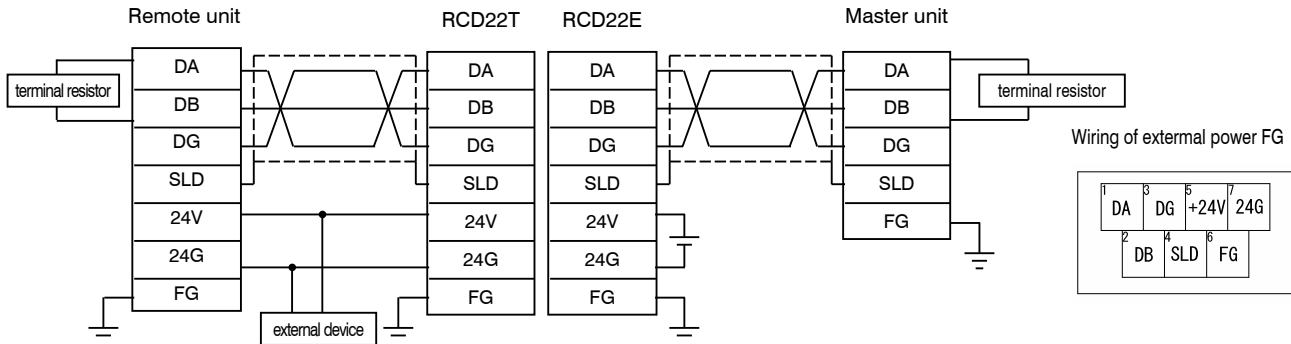 Remote unit
RCD22T
RCD22E
Master unit
terminal resistor
DA
DB
DG
SLD
24V
24G
FG
external device
DA
DB
DG
SLD
24V
24G
FG
DA
DB
DG
SLD
24V
24G
FG
DA
DB
DG
SLD
FG
terminal resistor
Wiring of extermal power FG
1 DA 3 DG 5 +24V 7 24G
2 DB 4 SLD 6 FG